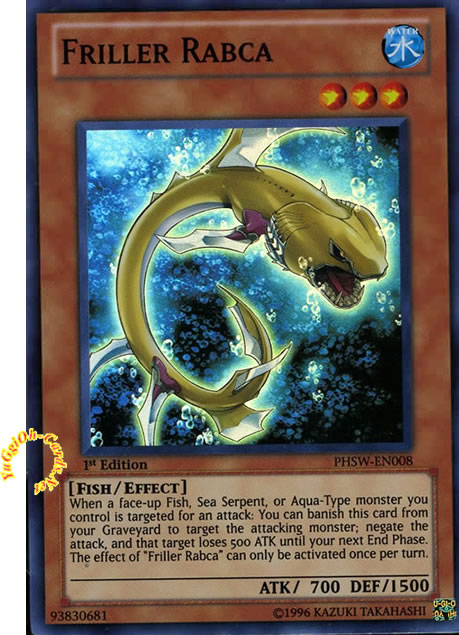 FRILLER RABCA
WATER
水
1st Edition
PHSW-EN008
YuGgiOh-Cards.Net
[FISH/EFFECT]
When a face-up Fish, Sea Serpent, or Aqua-Type monster you
control is targeted for an attack: You can banish this card from
your Graveyard to target the attacking monster; negate the
attack, and that target loses 500 ATK until your next End Phase.
The effect of "Friller Rabca" can only be activated once per turn.
ATK/ 700 DEF/1500
93830681
©1996 KAZUKI TAKAHASHI